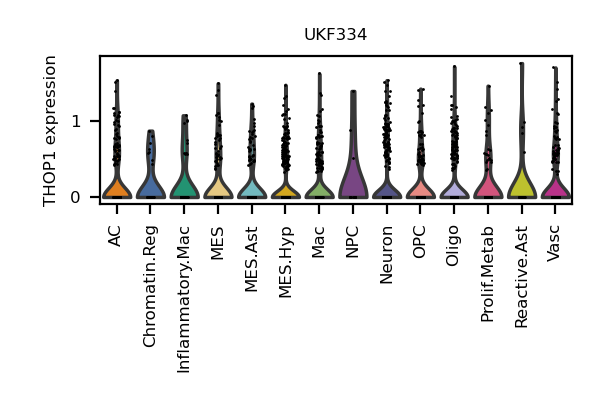 UKF334
THOP1 expression
1
0
AC
Chromatin.Reg
Inflammatory.Mac
MES
MES.Ast
MES.Hyp
Mac
NPC
Neuron
OPC
Oligo
Prolif.Metab
Reactive.Ast
Vasc